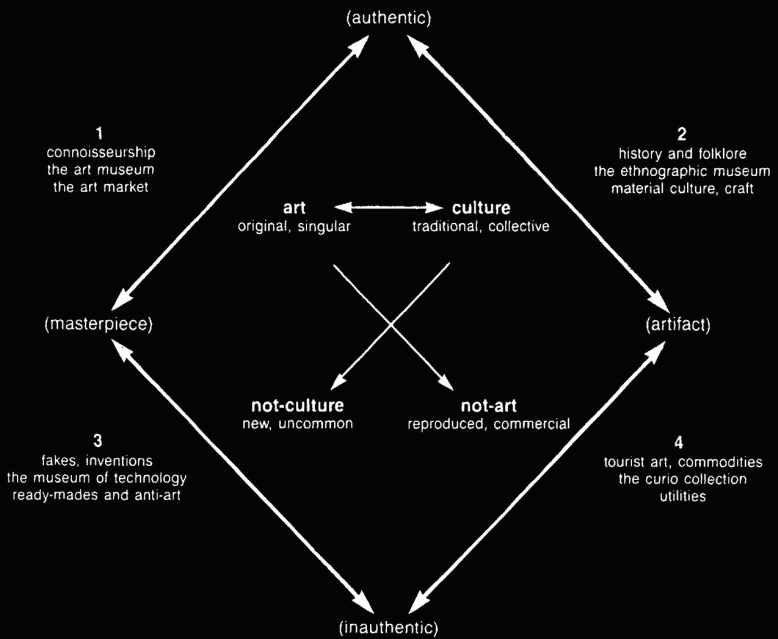 (authentic)
1
connoisseurship
the art museum
the art market
2
history and folklore
the ethnographic museum
material culture, craft
art
original, singular
culture
traditional, collective
(masterpiece)
(artifact)
not-culture
new, uncommon
not-art
reproduced, commercial
3
fakes, inventions
the museum of technology
ready-mades and anti-art
4
tourist art, commodities
the curio collection
utilities
(inauthentic)